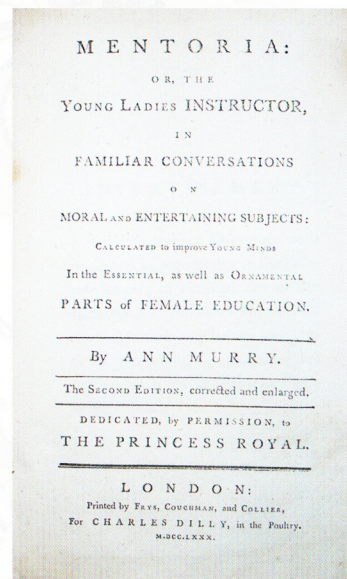 MENTORIA:
OR, THE
YOUNG LADIES INSTRUCTOR,
IN
FAMILIAR CONVERSATIONS
ON
MORAL AND ENTERTAINING SUBJECTS:
CALCULATED to improve YOUNG MINDS
In the ESSENTIAL, as well as ORNAMENTAL
PARTS of FEMALE EDUCATION.
By ANN MURRY.
The SECOND EDITION, corrected and enlarged.
DEDICATED, by PERMISSION, to
THE PRINCESS ROYAL.
LONDON:
Printed by FRYS, COUCHMAN, and COLLIER,
For CHARLES DILLY, in the Poultry.
M.DCC.LXXX.